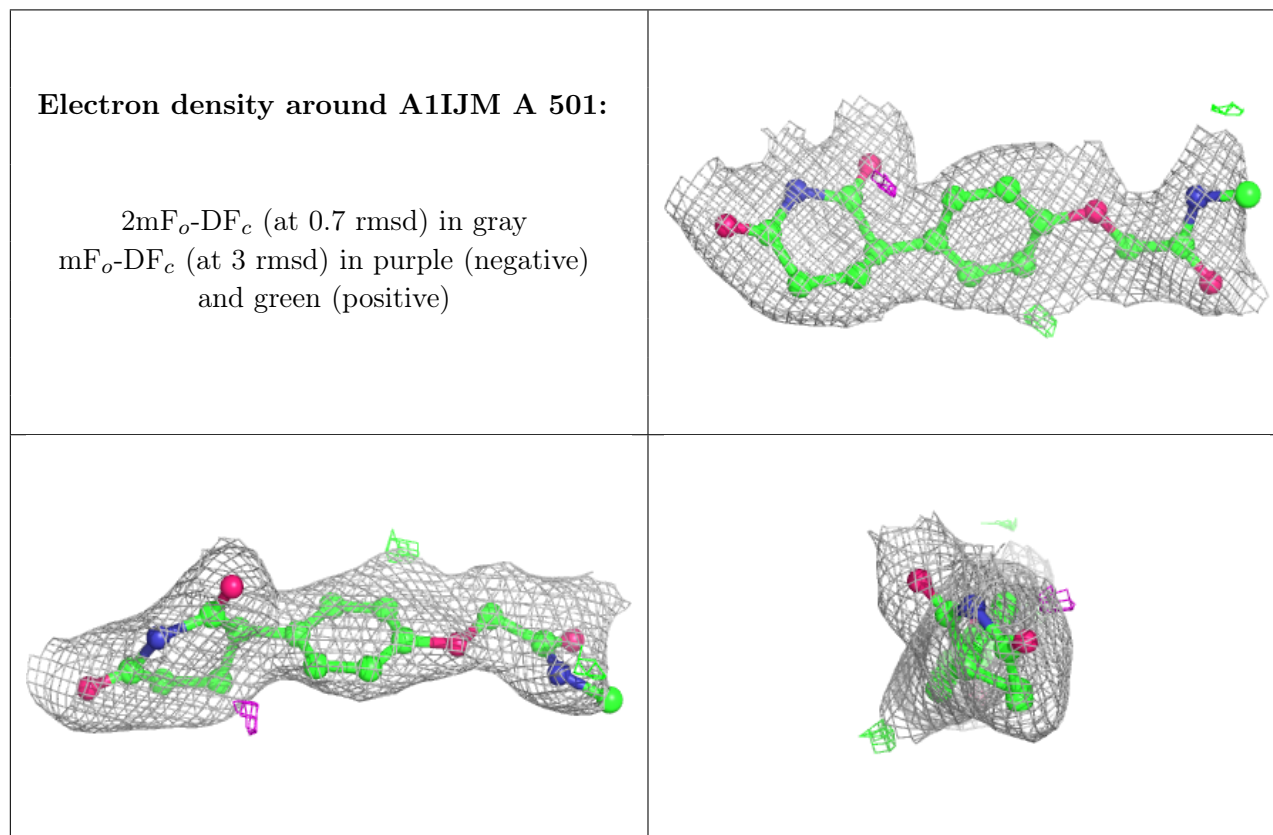 Electron density around A1IJM A 501:
2mFₒ-DF𝒸 (at 0.7 rmsd) in gray
mFₒ-DF𝒸 (at 3 rmsd) in purple (negative)
and green (positive)